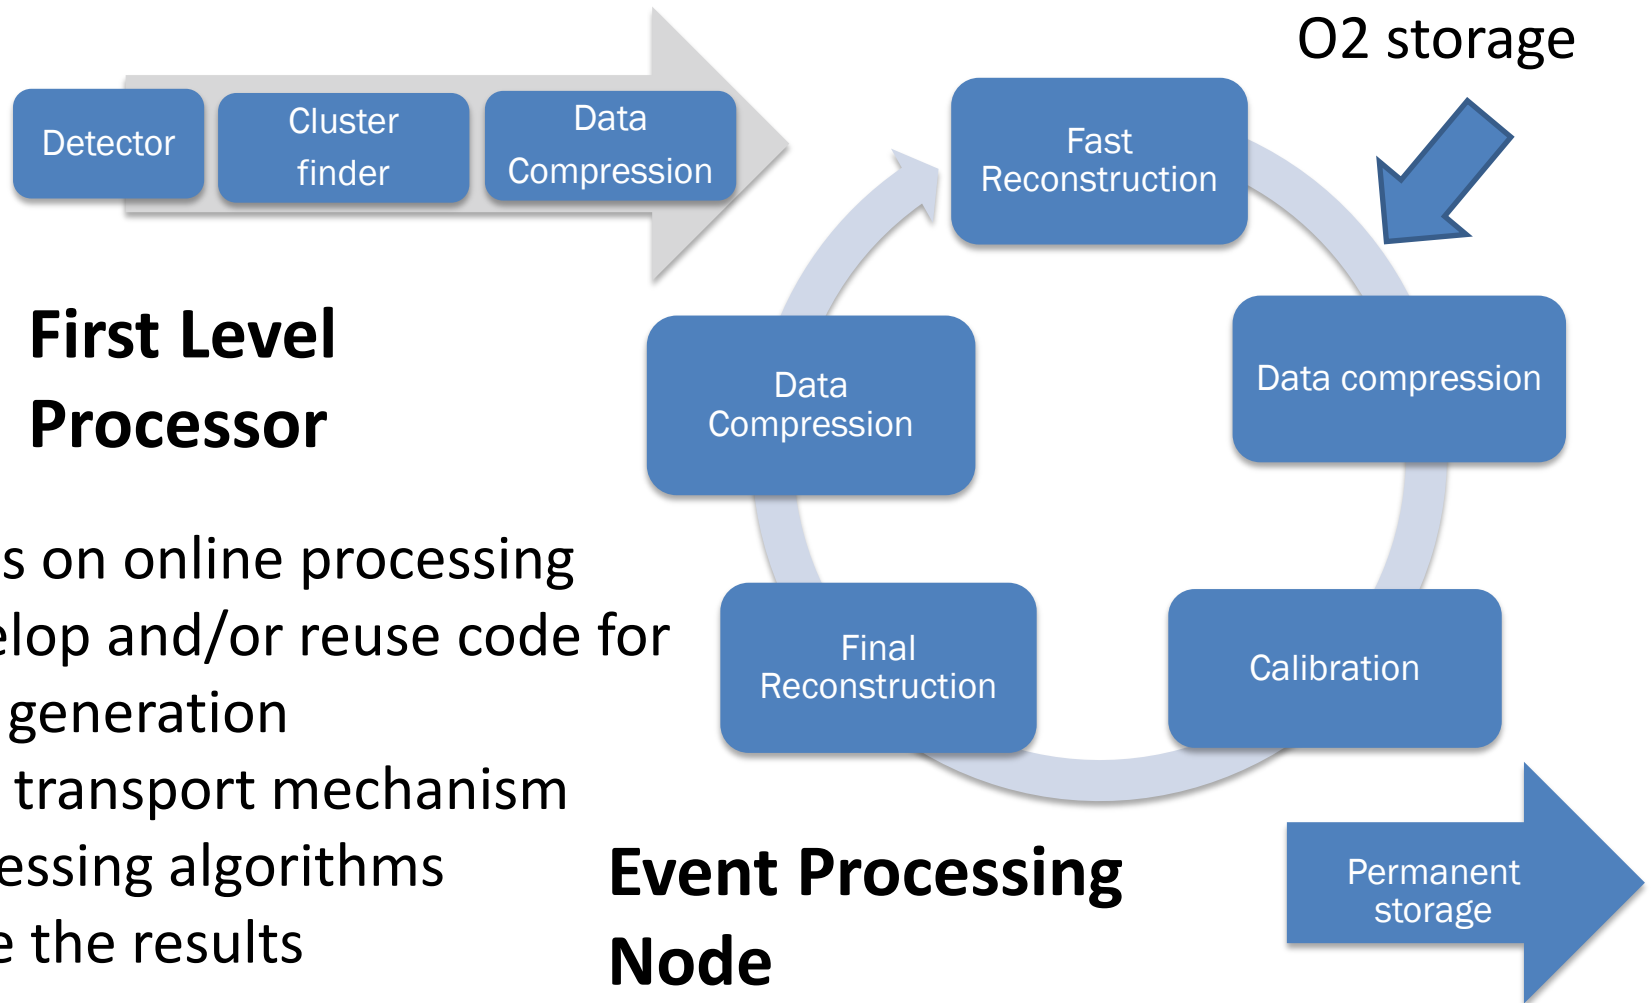 O2 storage
Detector
Cluster
finder
Data
Compression
Fast
Reconstruction
First Level
Processor
Data
Compression
Data compression
s on online processing
elop and/or reuse code for
generation
transport mechanism
essing algorithms
e the results
Final
Reconstruction
Calibration
Event Processing
Node
Permanent
storage